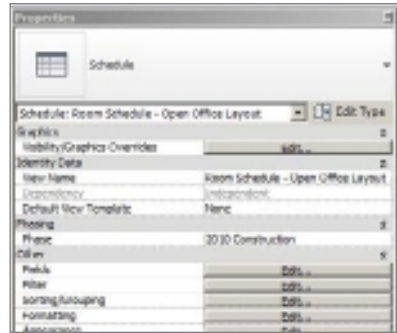 Properties
Schedule
Schedule: Room Schedule - Open Office Layout Edit Type
Graphics
Visibility/Graphics Overrides Edit...
Identity Data
View Name Room Schedule - Open Office Layout
Dependency Independent
Default View Template None
Phasing
Phase 2010 Construction
Other
Fields Edit...
Filter Edit...
Sorting/Grouping Edit...
Formatting Edit...
Appearance Edit...